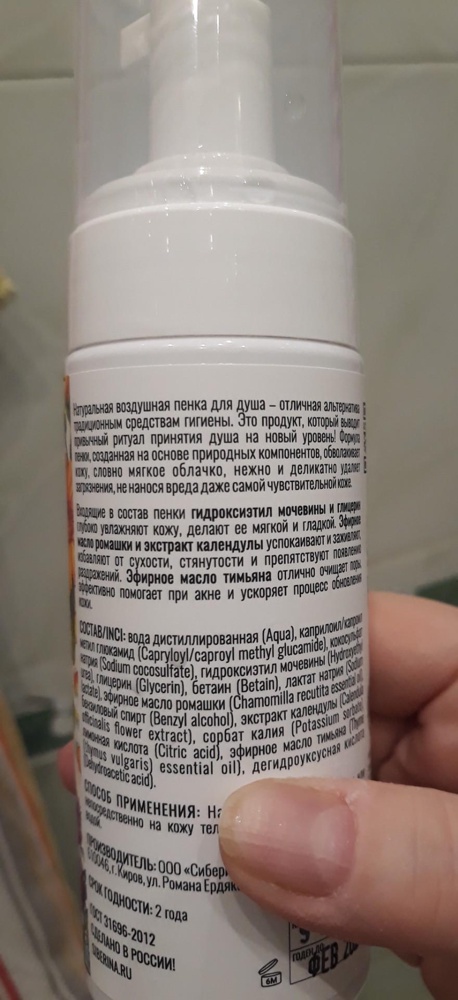 Натуральная воздушная пенка для душа – отличная альтернатива
традиционным средствам гигиены. Это продукт, который выводит
привычный ритуал принятия душа на новый уровень! Формула
пенки, созданная на основе природных компонентов, обволакивает
кожу, словно мягкое облачко, нежно и деликатно удаляет
загрязнения, не нанося вреда даже самой чувствительной коже.
Входящие в состав пенки гидроксиэтил мочевины и глицерин
глубоко увлажняют кожу, делают ее мягкой и гладкой. Эфирное
масло ромашки и экстракт календулы успокаивают и заживляют,
избавляют от сухости, стянутости и препятствуют появлению
раздражений. Эфирное масло тимьяна отлично очищает поры,
эффективно помогает при акне и ускоряет процесс обновления
кожи.
СОСТАВ/INCI: вода дистиллированная (Aqua), каприлоил/капроил
метил глюкамид (Capryloyl/caproyl methyl glucamide), кокосульфат
натрия (Sodium cocosulfate), гидроксиэтил мочевины (Hydroxyethyl
urea), глицерин (Glycerin), бетаин (Betain), лактат натрия (Sodium
lactate), эфирное масло ромашки (Chamomilla recutita essential oil),
бензиловый спирт (Benzyl alcohol), экстракт календулы (Calendula
officinalis flower extract), сорбат калия (Potassium sorbate),
лимонная кислота (Citric acid), эфирное масло тимьяна (Thymus
(Thymus vulgaris) essential oil), дегидроуксусная кислота
(Dehydroacetic acid).
СПОСОБ ПРИМЕНЕНИЯ: На
непосредственно на кожу тел
водой.
ПРОИЗВОДИТЕЛЬ: ООО «Сибери
610046, г. Киров, ул. Романа Ердяк
СРОК ГОДНОСТИ: 2 года
ГОСТ 31696-2012
СДЕЛАНО В РОССИИ!
SIBERINA.RU
6M
ГОДЕН ДО
ФЕВ